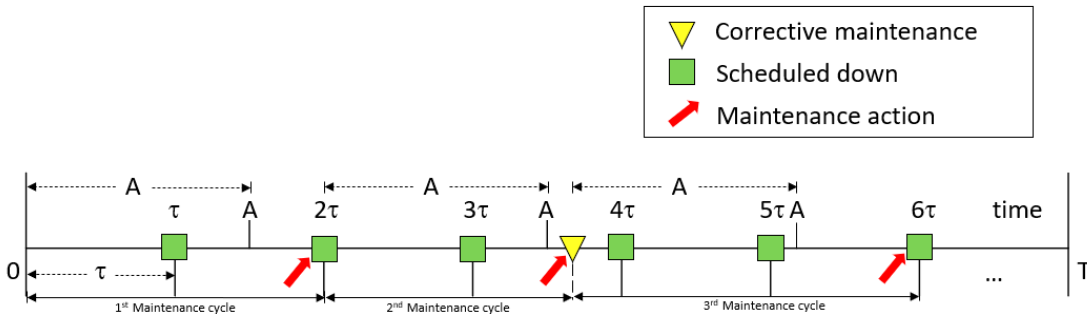 Corrective maintenance
Scheduled down
Maintenance action
A A A
τ A 2τ 3τ A 4τ 5τ A 6τ time
0 τ ... T
1st Maintenance cycle 2nd Maintenance cycle 3rd Maintenance cycle